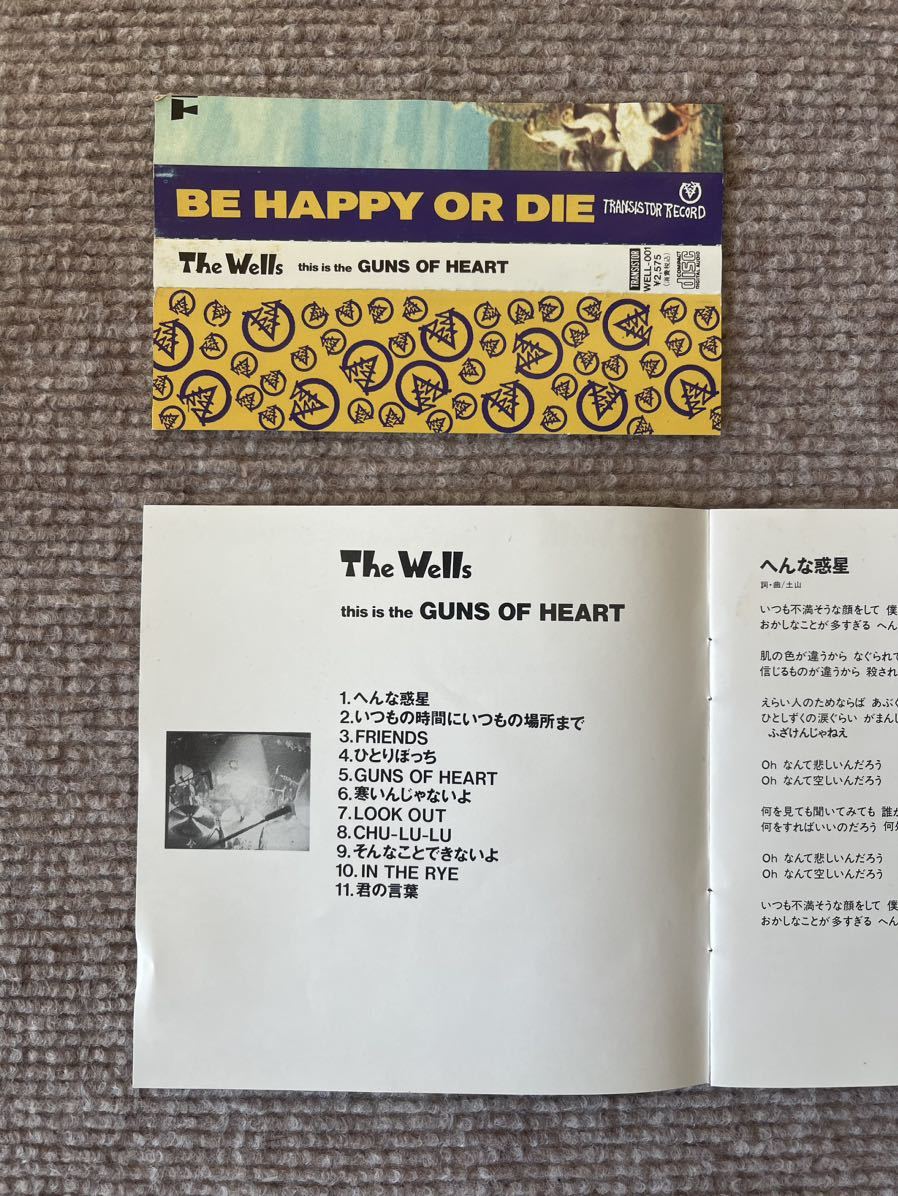 BE HAPPY OR DIE
TRANSISTOR RECORD
The Wells this is the GUNS OF HEART
TRANSISTOR
WELL-001
¥2,575
(消費税込)
COMPACT
disc
DIGITAL AUDIO
The Wells
this is the GUNS OF HEART
1.へんな惑星
2.いつもの時間にいつもの場所まで
3.FRIENDS
4.ひとりぼっち
5.GUNS OF HEART
6.寒いんじゃないよ
7.LOOK OUT
8.CHU-LU-LU
9.そんなことできないよ
10.IN THE RYE
11.君の言葉
へんな惑星
詞・曲/土山
いつも不満そうな顔をして 僕
おかしなことが多すぎる へん
肌の色が違うから なぐられて
信じるものが違うから 殺され
えらい人のためならば あぶく
ひとしずくの涙ぐらい がまんし
ふざけんじゃねえ
Oh なんて悲しいんだろう
Oh なんて空しいんだろう
何を見ても聞いてみても 誰か
何をすればいいのだろう 何
Oh なんて悲しいんだろう
Oh なんて空しいんだろう
いつも不満そうな顔をして 僕
おかしなことが多すぎる へん